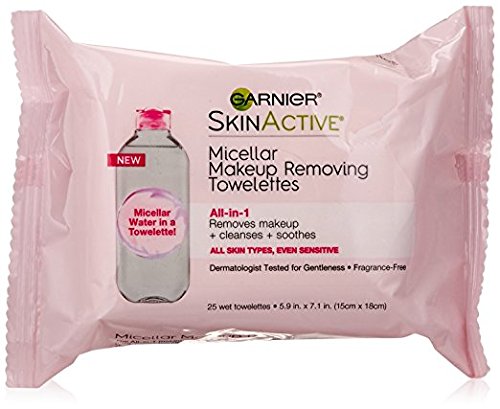 GARNIER®
SKINACTIVE®
Micellar
Makeup Removing
Towelettes
NEW
Micellar
Water in a
Towelette!
All-in-1
Removes makeup
+ cleanses + soothes
ALL SKIN TYPES, EVEN SENSITIVE
Dermatologist Tested for Gentleness • Fragrance-Free
25 wet towelettes • 5.9 in. x 7.1 in. (15cm x 18cm)
Micellar M